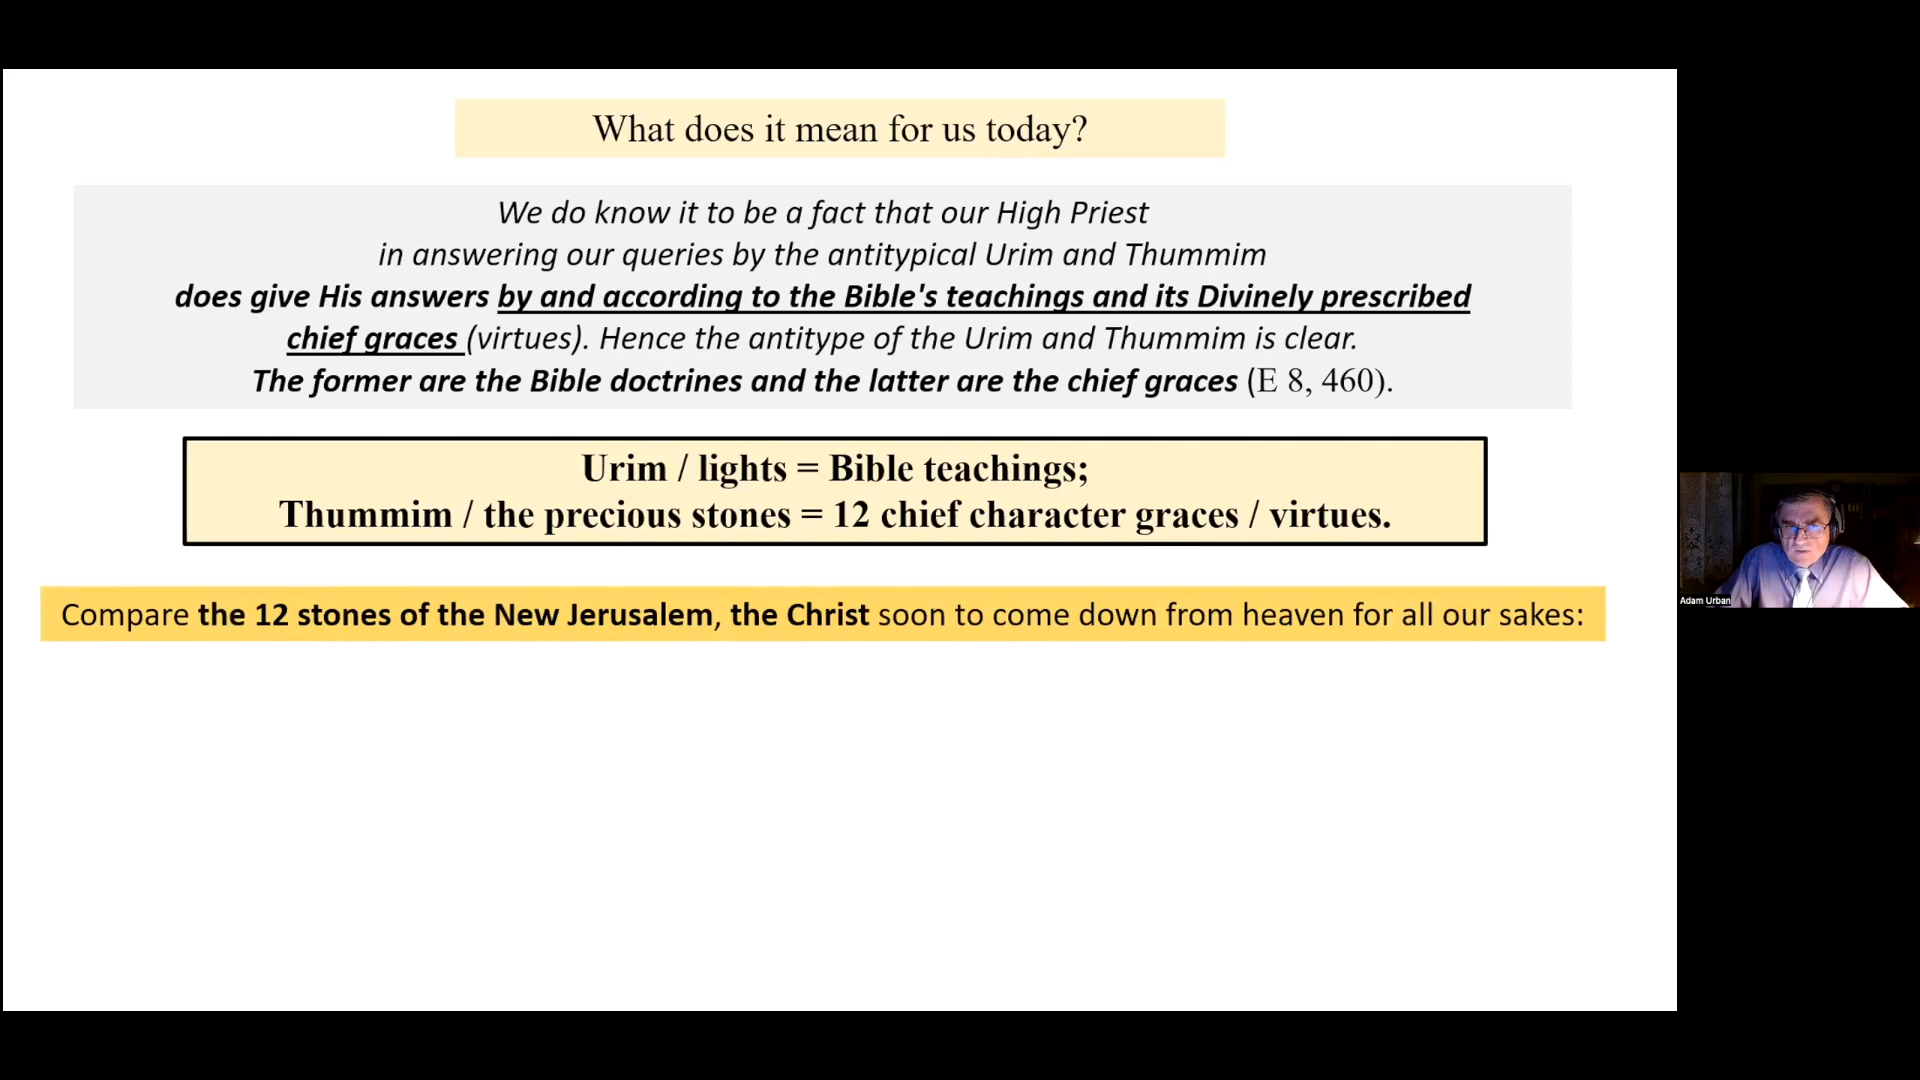 What does it mean for us today?
We do know it to be a fact that our High Priest
in answering our queries by the antitypical Urim and Thummim
does give His answers by and according to the Bible's teachings and its Divinely prescribed
chief graces (virtues). Hence the antitype of the Urim and Thummim is clear.
The former are the Bible doctrines and the latter are the chief graces (E 8, 460).
Urim / lights = Bible teachings;
Thummim / the precious stones = 12 chief character graces / virtues.
Compare the 12 stones of the New Jerusalem, the Christ soon to come down from heaven for all our sakes:
Adam Urban